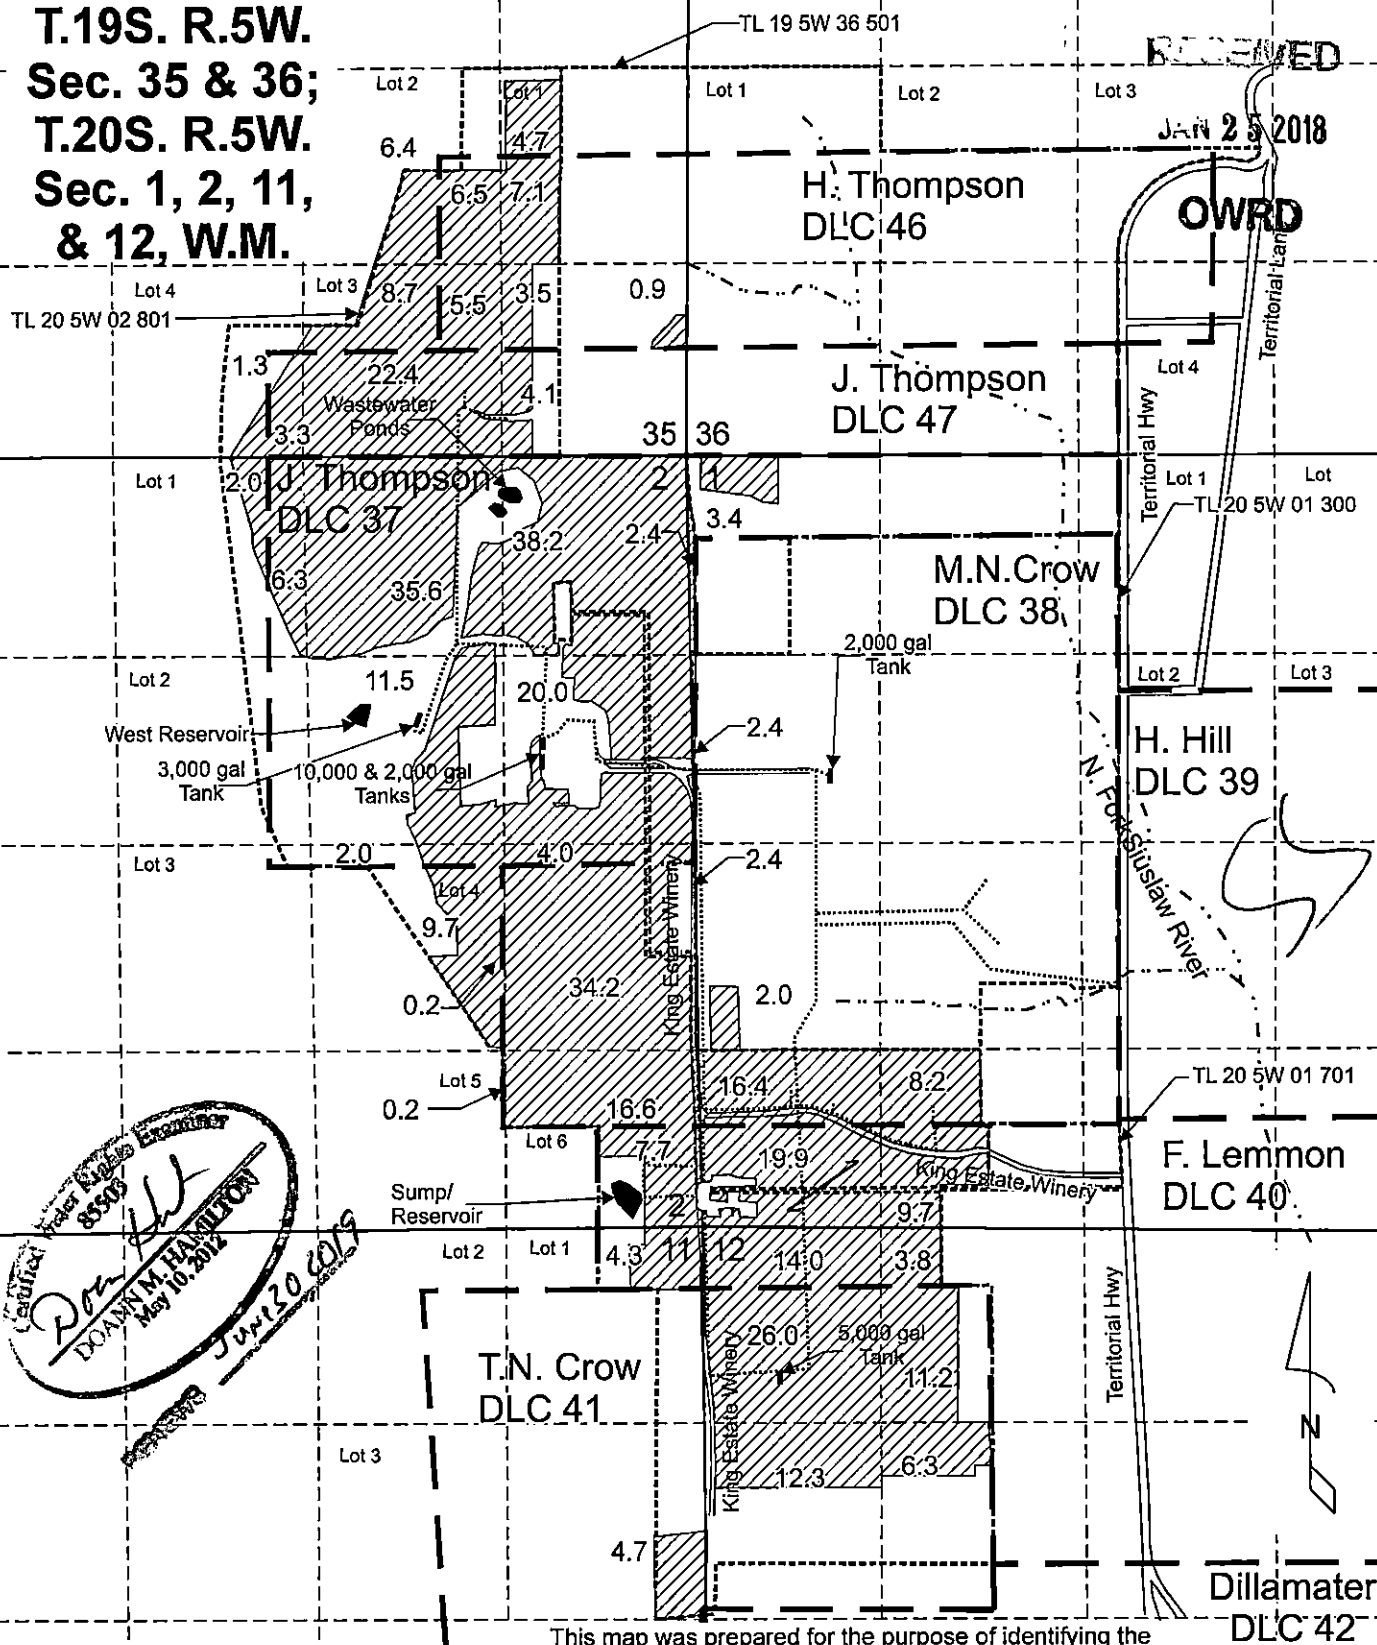 T.19S. R.5W.
Sec. 35 & 36;
T.20S. R.5W.
Sec. 1, 2, 11,
& 12, W.M.
TL 19 5W 36 501
RECEIVED
JAN 25 2018
OWRD
Lot 2
Lot 1
Lot 1
Lot 2
Lot 3
6.4
4.7
6.5
7.1
H. Thompson
DLC 46
Territorial Lane
Lot 4
Lot 3
8.7
5.5
3.5
0.9
TL 20 5W 02 801
1.3
22.4
4.1
J. Thompson
DLC 47
Lot 4
Wastewater
Ponds
3.3
35
36
Territorial Hwy
Lot 1
2.0
J. Thompson
DLC 37
2
1
Lot 1
Lot
TL 20 5W 01 300
3.4
38.2
2.4
6.3
35.6
M.N.Crow
DLC 38
2,000 gal
Tank
Lot 2
11.5
20.0
Lot 2
Lot 3
West Reservoir
2.4
3,000 gal
Tank
10,000 & 2,000 gal
Tanks
H. Hill
DLC 39
N. Fork Siuslaw River
Lot 3
2.0
4.0
2.4
Lot 4
King Estate Winery
9.7
0.2
34.2
2.0
Lot 5
0.2
16.6
16.4
8.2
TL 20 5W 01 701
Lot 6
7.7
19.9
King Estate Winery
F. Lemmon
DLC 40
Sump/
Reservoir
2
9.7
Lot 2
Lot 1
4.3
11
12
14.0
3.8
Certified Water Rights Examiner
85503
DOANN M. HAMILTON
May 10, 2012
RENEWS
June 30 2019
T.N. Crow
DLC 41
26.0
5,000 gal
Tank
11.2
Territorial Hwy
King Estate Winery
Lot 3
12.3
6.3
N
4.7
Dillamater
DLC 42
This map was prepared for the purpose of identifying the